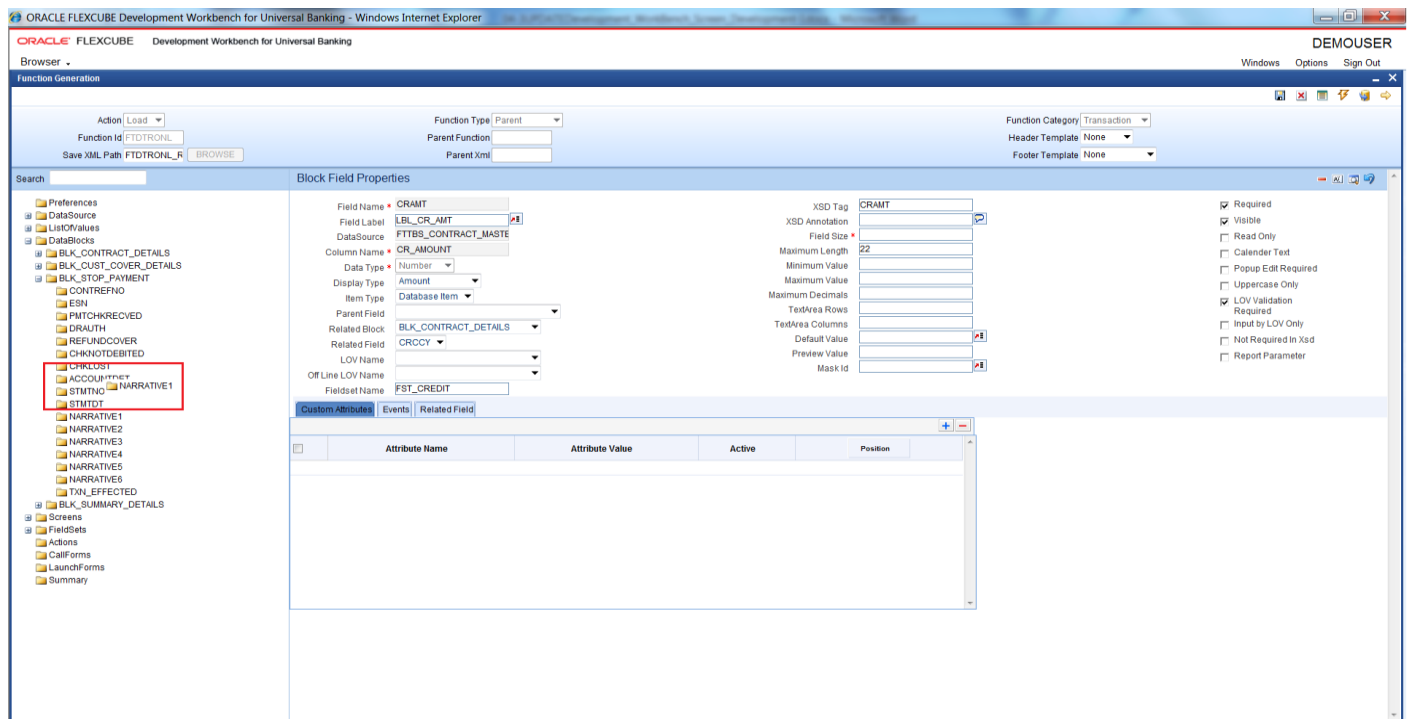 ORACLE FLEXCUBE Development Workbench for Universal Banking - Windows Internet Explorer
ORACLE FLEXCUBE Development Workbench for Universal Banking
DEMOUSER
Browser
Windows Options Sign Out
Function Generation
Action Load
Function Type Parent
Function Category Transaction
Function Id FTDTRONL
Parent Function
Header Template None
Save XML Path FTDTRONL_R BROWSE
Parent Xml
Footer Template None
Search
Preferences
DataSource
ListOfValues
DataBlocks
BLK_CONTRACT_DETAILS
BLK_CUST_COVER_DETAILS
BLK_STOP_PAYMENT
CONTREFNO
ESN
PMTCHKRECVED
DRAUTH
REFUNDCOVER
CHKNOTDEBITED
CHKLOST
ACCOUNTDET
NARRATIVE1
STMTNO
STMTDT
NARRATIVE1
NARRATIVE2
NARRATIVE3
NARRATIVE4
NARRATIVE5
NARRATIVE6
TXN_EFFECTED
BLK_SUMMARY_DETAILS
Screens
FieldSets
Actions
CallForms
LaunchForms
Summary
Block Field Properties
Field Name * CRAMT
Field Label LBL_CR_AMT
DataSource FTTBS_CONTRACT_MASTE
Column Name * CR_AMOUNT
Data Type * Number
Display Type Amount
Item Type Database Item
Parent Field
Related Block BLK_CONTRACT_DETAILS
Related Field CRCCY
LOV Name
Off Line LOV Name
Fieldset Name FST_CREDIT
XSD Tag CRAMT
XSD Annotation
Field Size *
Maximum Length 22
Minimum Value
Maximum Value
Maximum Decimals
TextArea Rows
TextArea Columns
Default Value
Preview Value
Mask Id
Required
Visible
Read Only
Calender Text
Popup Edit Required
Uppercase Only
LOV Validation
Required
Input by LOV Only
Not Required In Xsd
Report Parameter
Custom Attributes Events Related Field
Attribute Name Attribute Value Active Position